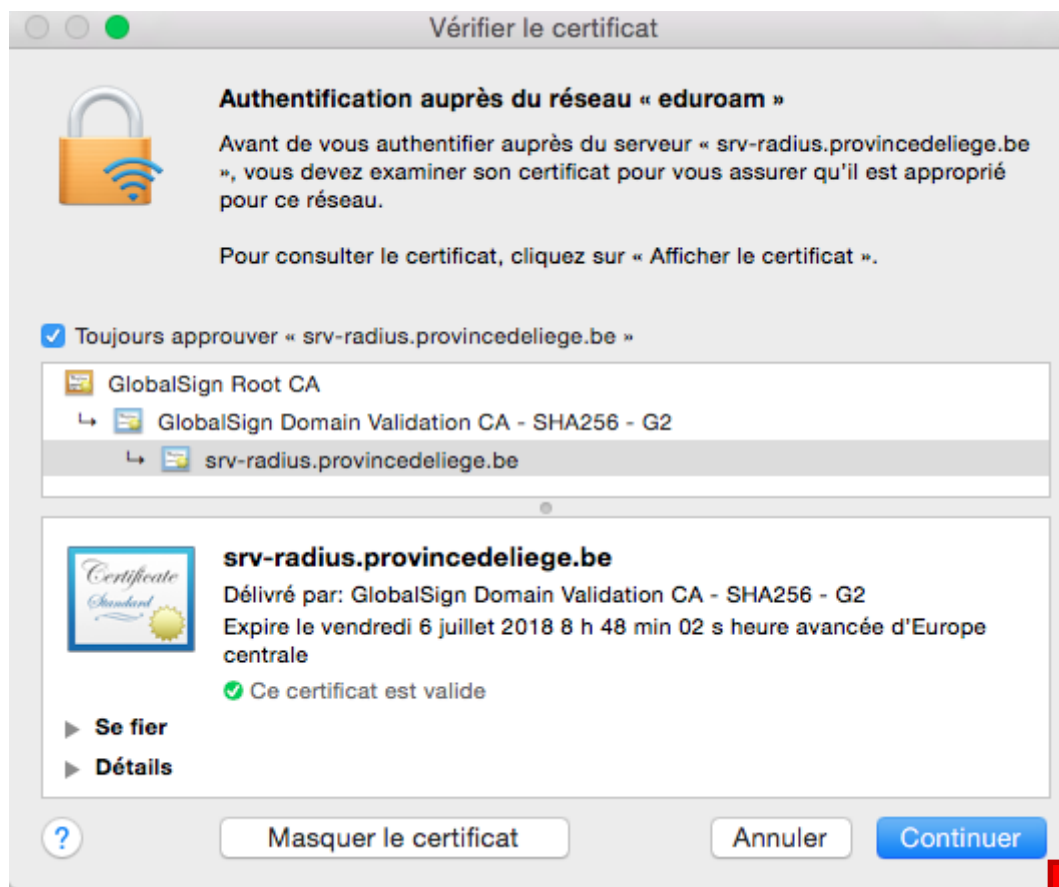 Vérifier le certificat
Authentification auprès du réseau « eduroam »
Avant de vous authentifier auprès du serveur « srv-radius.provincedeliege.be
», vous devez examiner son certificat pour vous assurer qu'il est approprié
pour ce réseau.
Pour consulter le certificat, cliquez sur « Afficher le certificat ».
Toujours approuver « srv-radius.provincedeliege.be »
GlobalSign Root CA
GlobalSign Domain Validation CA - SHA256 - G2
srv-radius.provincedeliege.be
Certificate
Standard
srv-radius.provincedeliege.be
Délivré par: GlobalSign Domain Validation CA - SHA256 - G2
Expire le vendredi 6 juillet 2018 8 h 48 min 02 s heure avancée d'Europe
centrale
Ce certificat est valide
Se fier
Détails
? Masquer le certificat Annuler Continuer